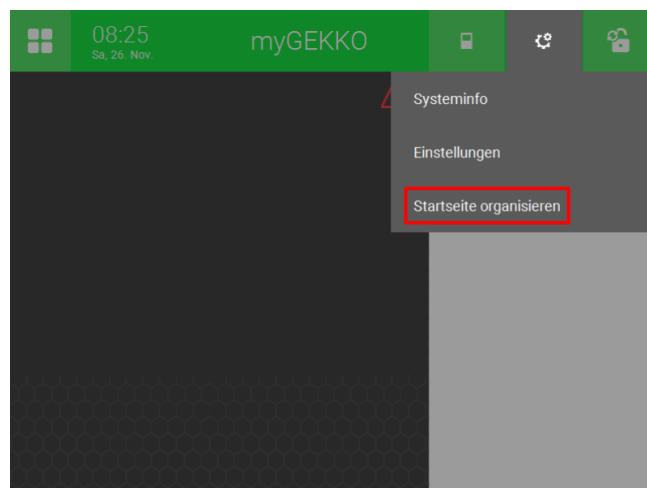 08:25
Sa, 26. Nov.
myGEKKO
Systeminfo
Einstellungen
Startseite organisieren